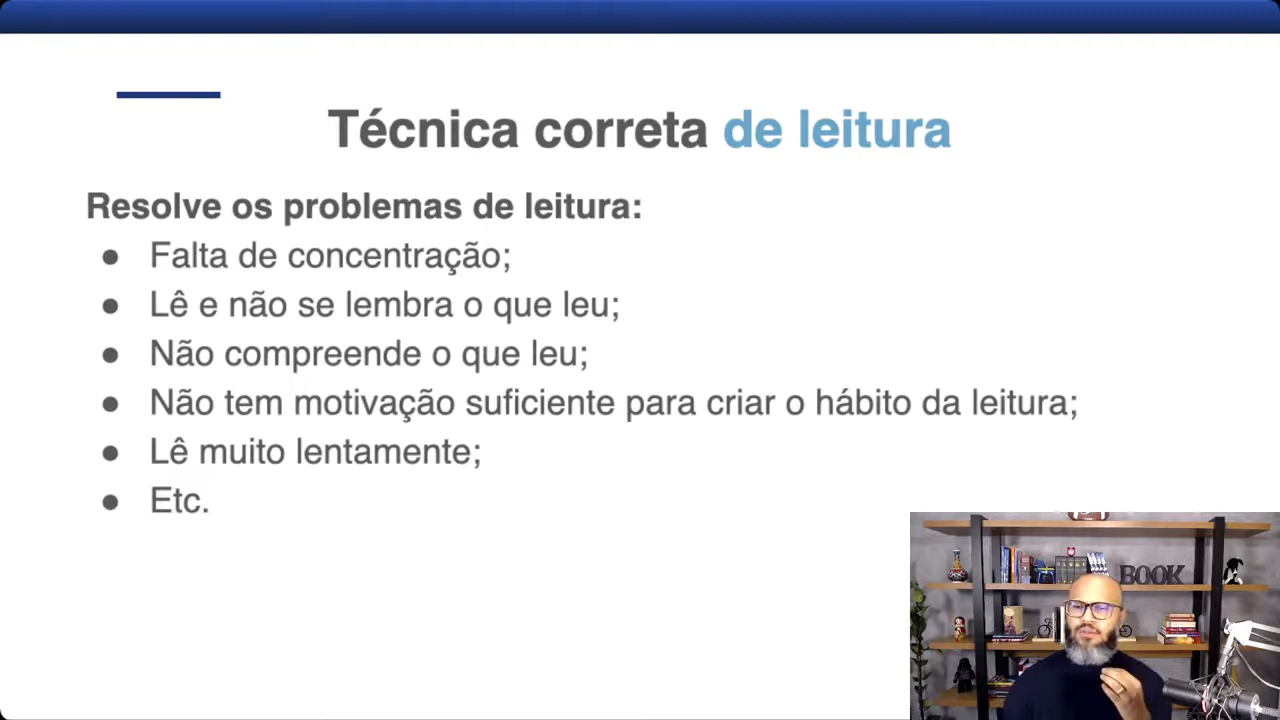 Técnica correta de leitura
Resolve os problemas de leitura:
● Falta de concentração;
● Lê e não se lembra o que leu;
● Não compreende o que leu;
● Não tem motivação suficiente para criar o hábito da leitura;
● Lê muito lentamente;
● Etc.
BOOK